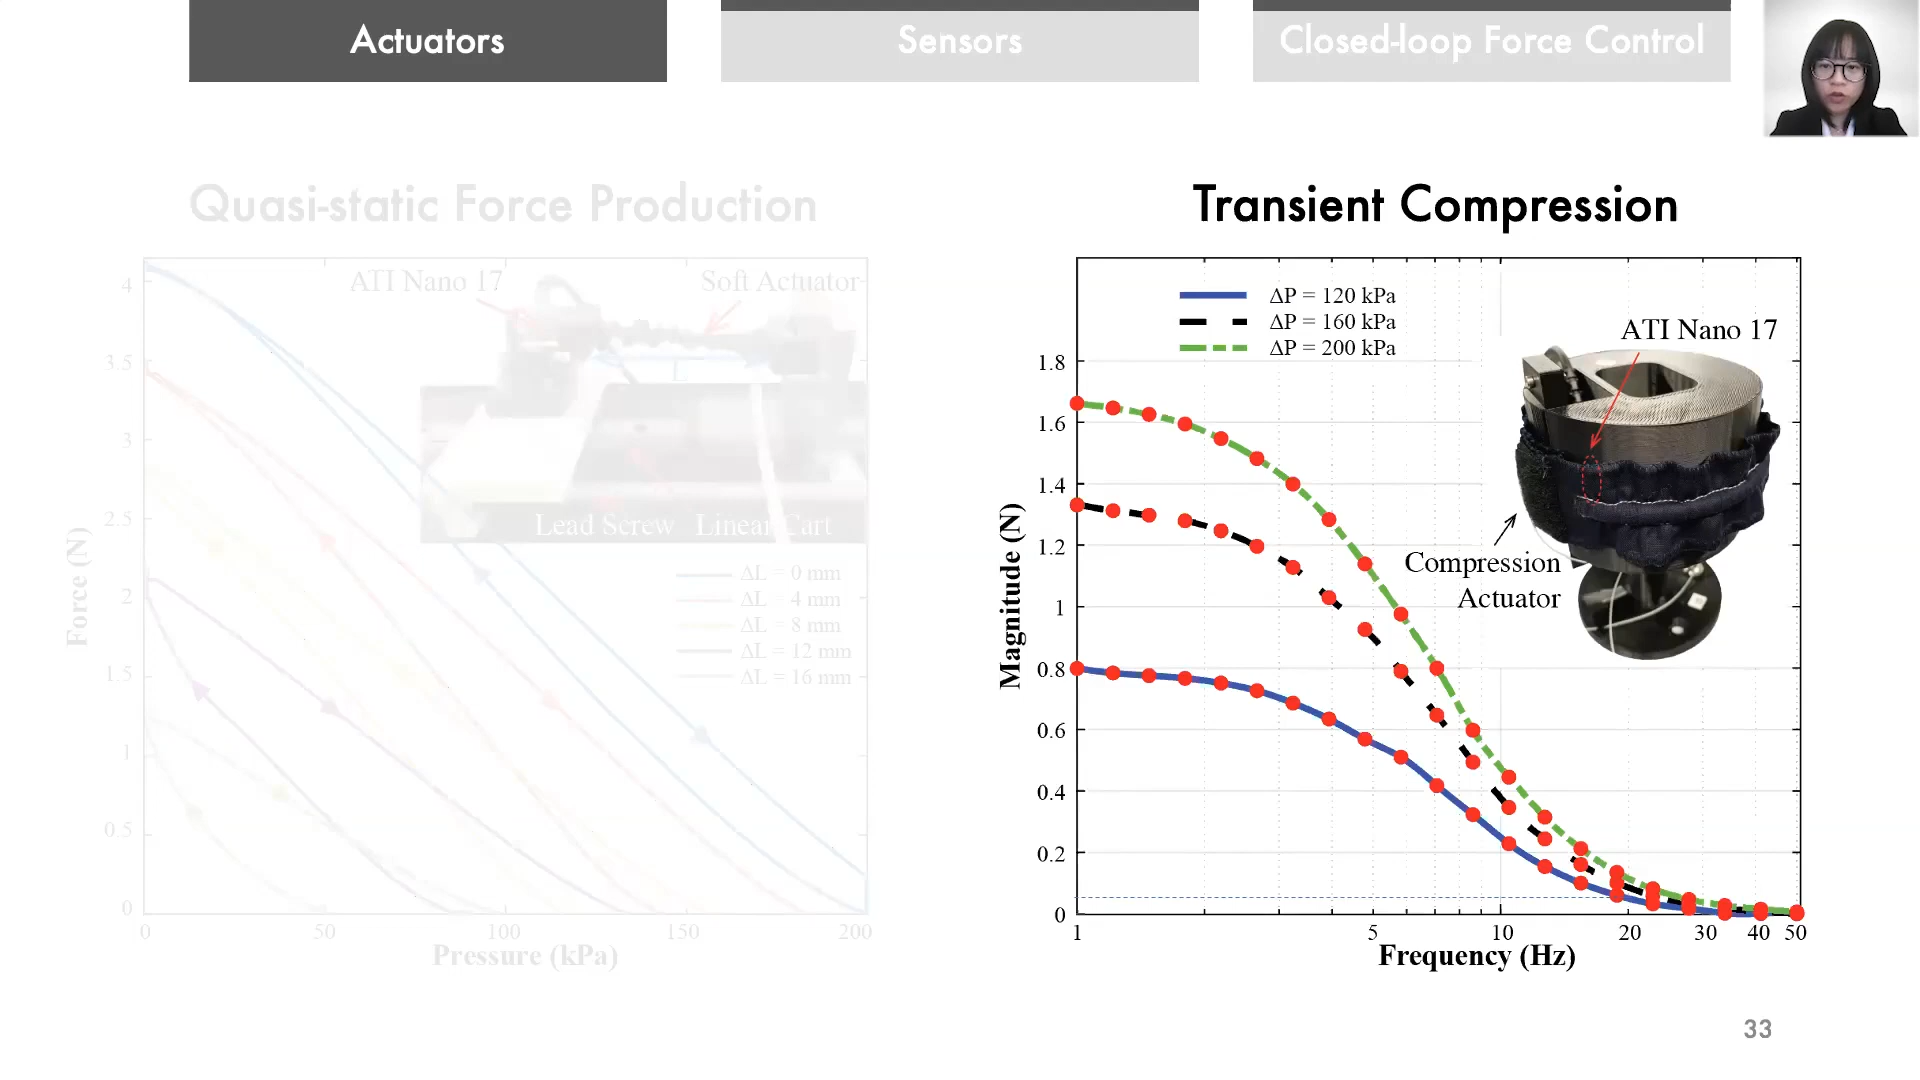 Actuators
Sensors
Closed-loop Force Control
Quasi-static Force Production
ATI Nano 17
Soft Actuator
L
Lead Screw
Linear Cart
ΔL = 0 mm
ΔL = 4 mm
ΔL = 8 mm
ΔL = 12 mm
ΔL = 16 mm
4
3.5
3
2.5
2
1.5
1
0.5
0
Force (N)
0 50 100 150 200
Pressure (kPa)
Transient Compression
ΔP = 120 kPa
ΔP = 160 kPa
ΔP = 200 kPa
ATI Nano 17
Compression
Actuator
1.8
1.6
1.4
1.2
1
0.8
0.6
0.4
0.2
0
Magnitude (N)
1 5 10 20 30 40 50
Frequency (Hz)
33